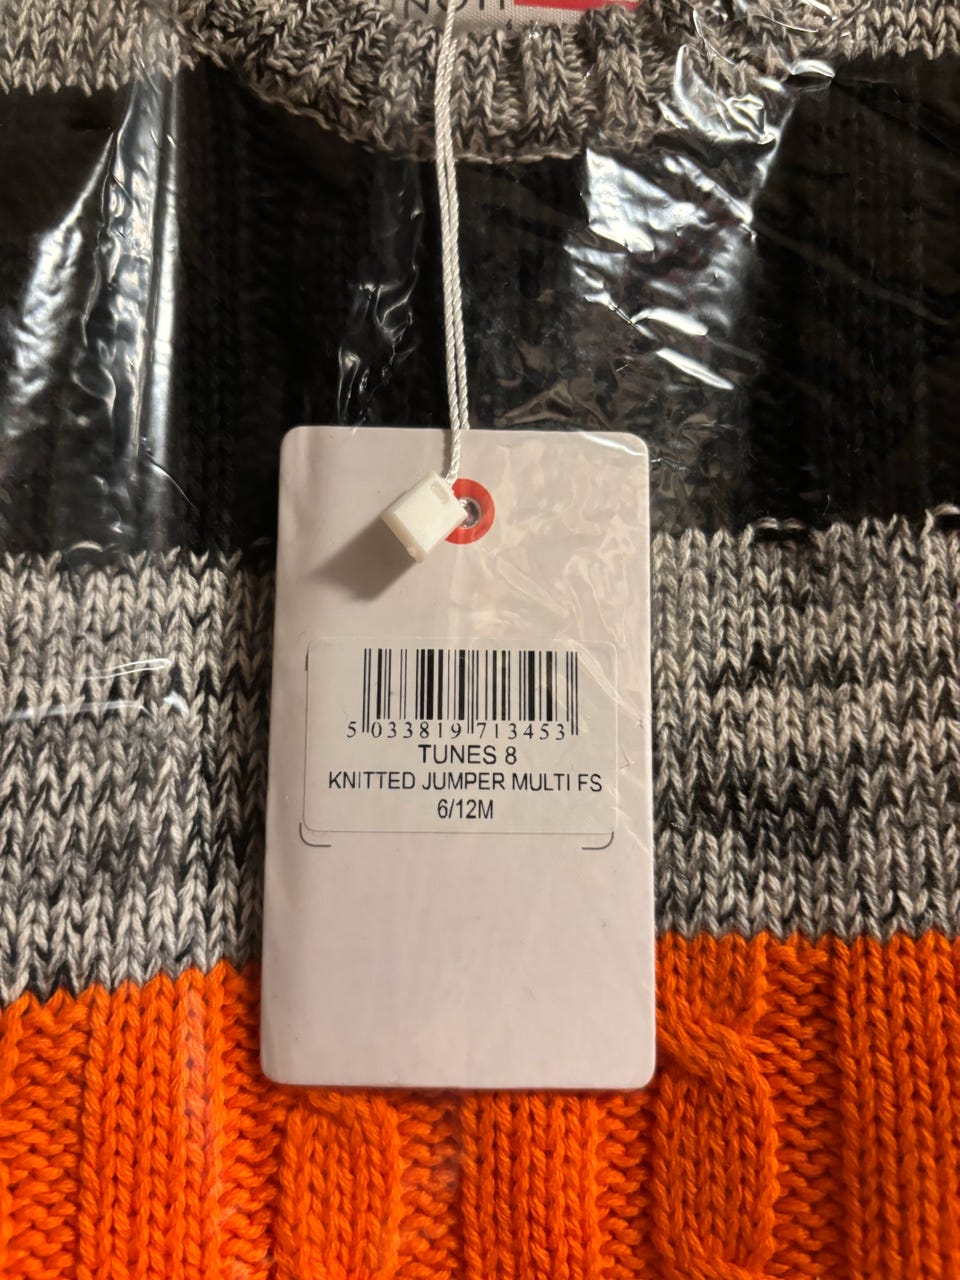 5 033819 713453
TUNES 8
KNITTED JUMPER MULTI FS
6/12M